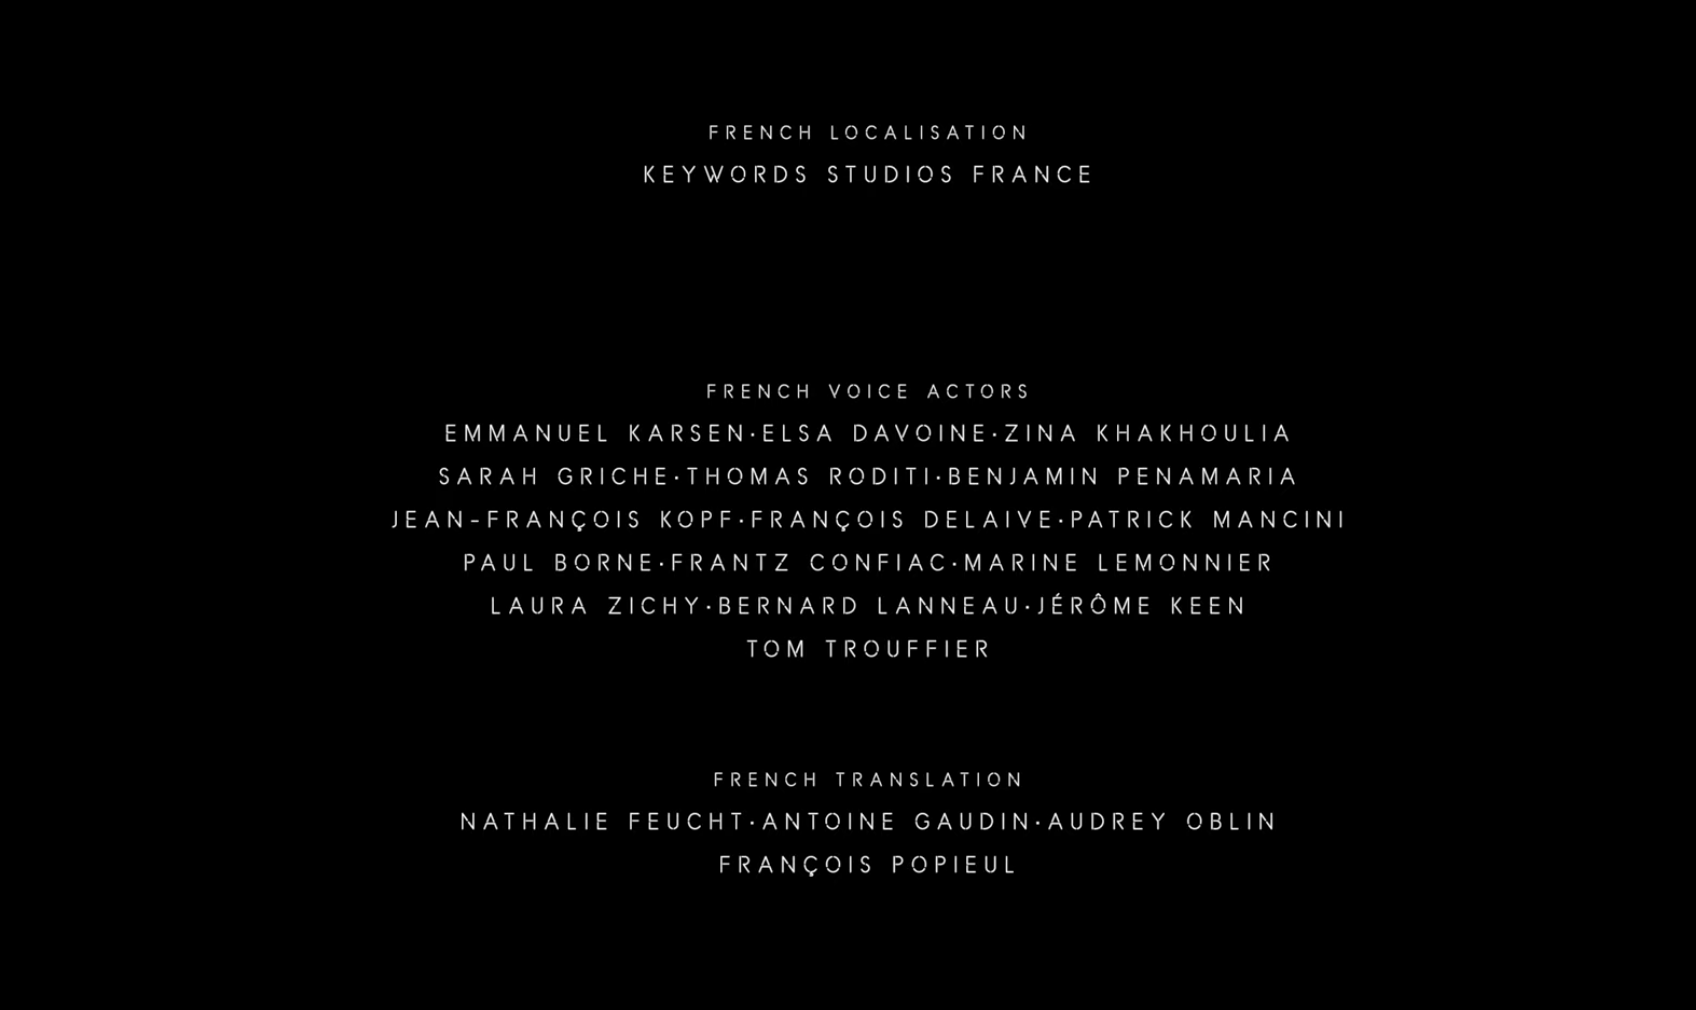 FRENCH LOCALISATION
KEYWORDS STUDIOS FRANCE
FRENCH VOICE ACTORS
EMMANUEL KARSEN·ELSA DAVOINE·ZINA KHAKHOULIA
SARAH GRICHE·THOMAS RODITI·BENJAMIN PENAMARIA
JEAN-FRANÇOIS KOPF·FRANÇOIS DELAIVE·PATRICK MANCINI
PAUL BORNE·FRANTZ CONFIAC·MARINE LEMONNIER
LAURA ZICHY·BERNARD LANNEAU·JÉRÔME KEEN
TOM TROUFFIER
FRENCH TRANSLATION
NATHALIE FEUCHT·ANTOINE GAUDIN·AUDREY OBLIN
FRANÇOIS POPIEUL